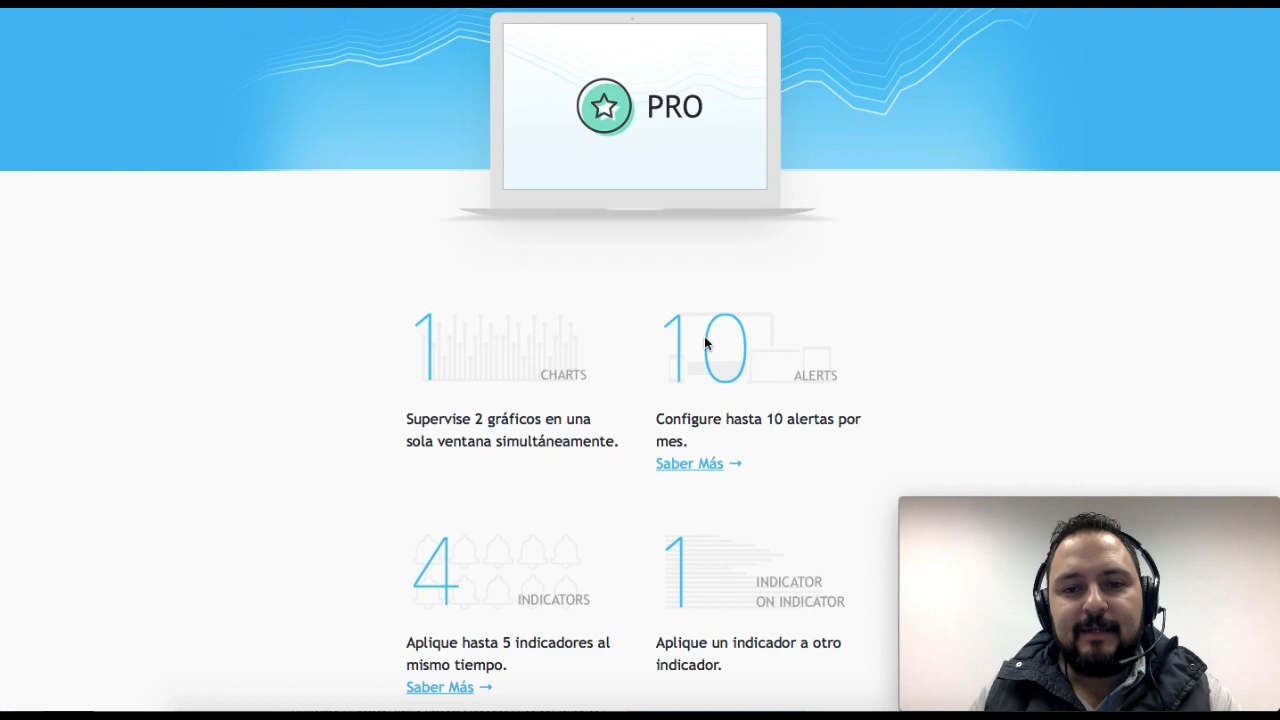 PRO
1 CHARTS
10 ALERTS
Supervise 2 gráficos en una
sola ventana simultáneamente.
Configure hasta 10 alertas por
mes.
Saber Más →
4 INDICATORS
1 INDICATOR
ON INDICATOR
Aplique hasta 5 indicadores al
mismo tiempo.
Saber Más →
Aplique un indicador a otro
indicador.